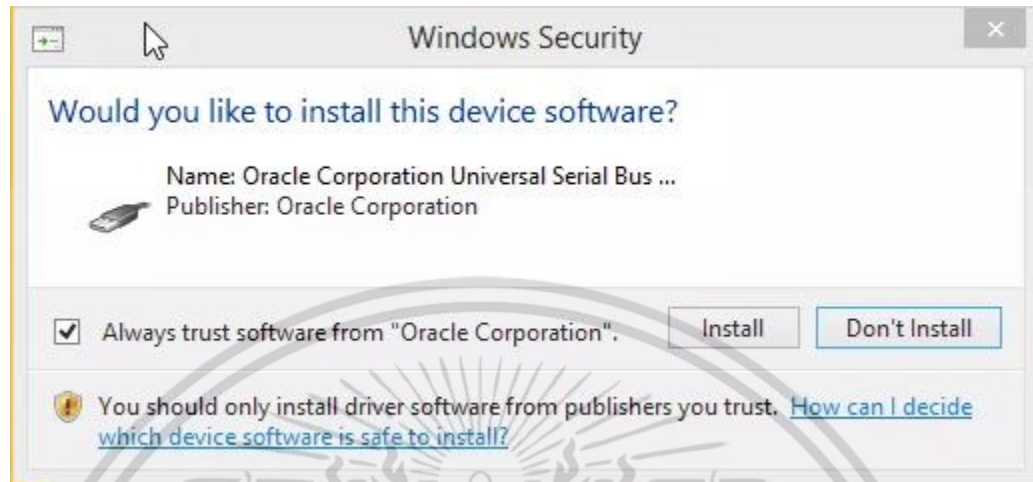 Windows Security
Would you like to install this device software?
Name: Oracle Corporation Universal Serial Bus ...
Publisher: Oracle Corporation
Always trust software from "Oracle Corporation".
Install
Don't Install
You should only install driver software from publishers you trust. How can I decide
which device software is safe to install?